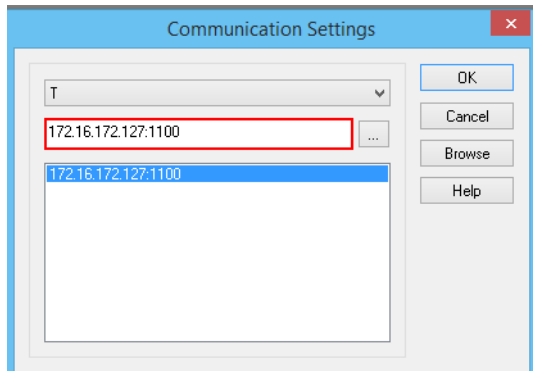 Communication Settings
T
172.16.172.127:1100
...
172.16.172.127:1100
OK
Cancel
Browse
Help